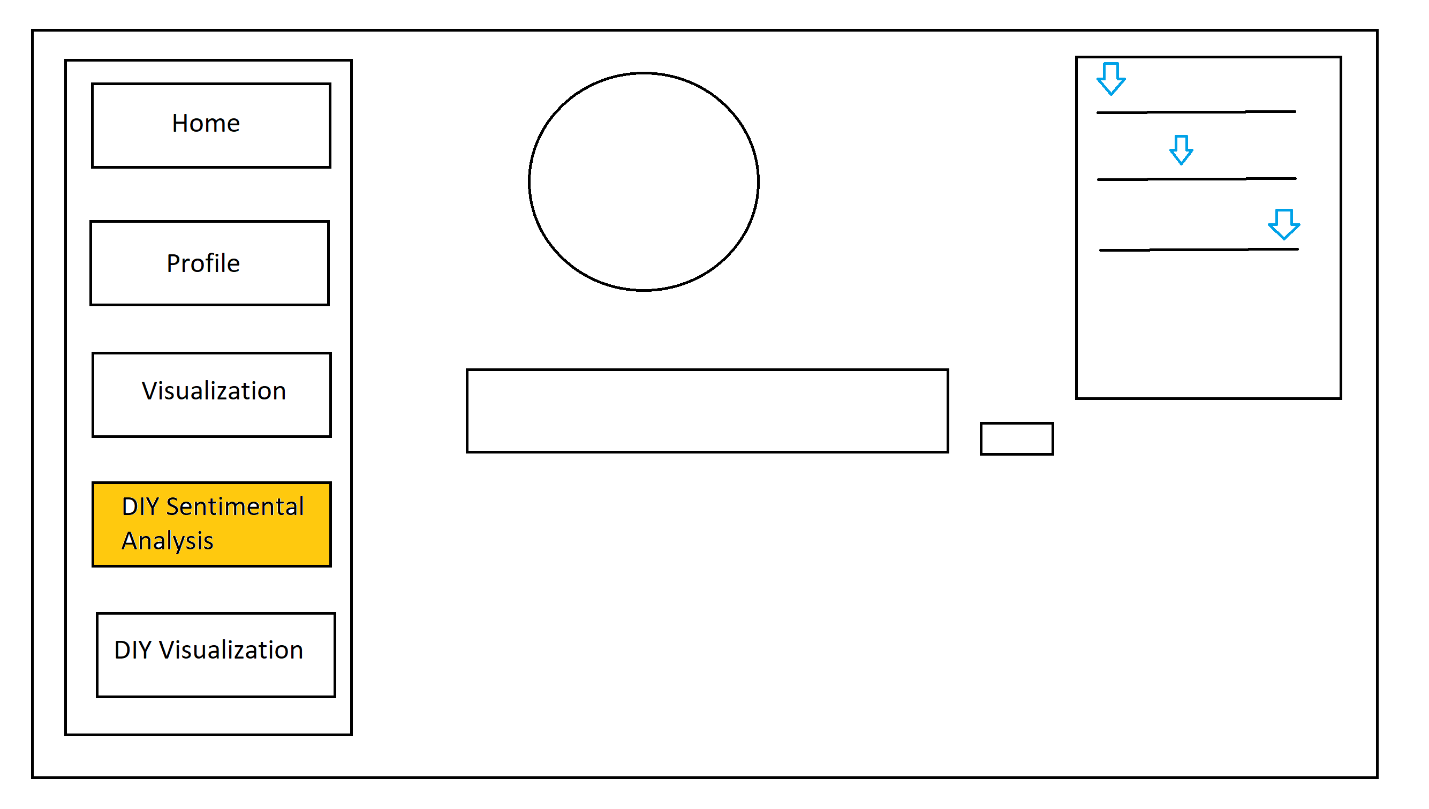 Home
Profile
Visualization
DIY Sentimental
Analysis
DIY Visualization